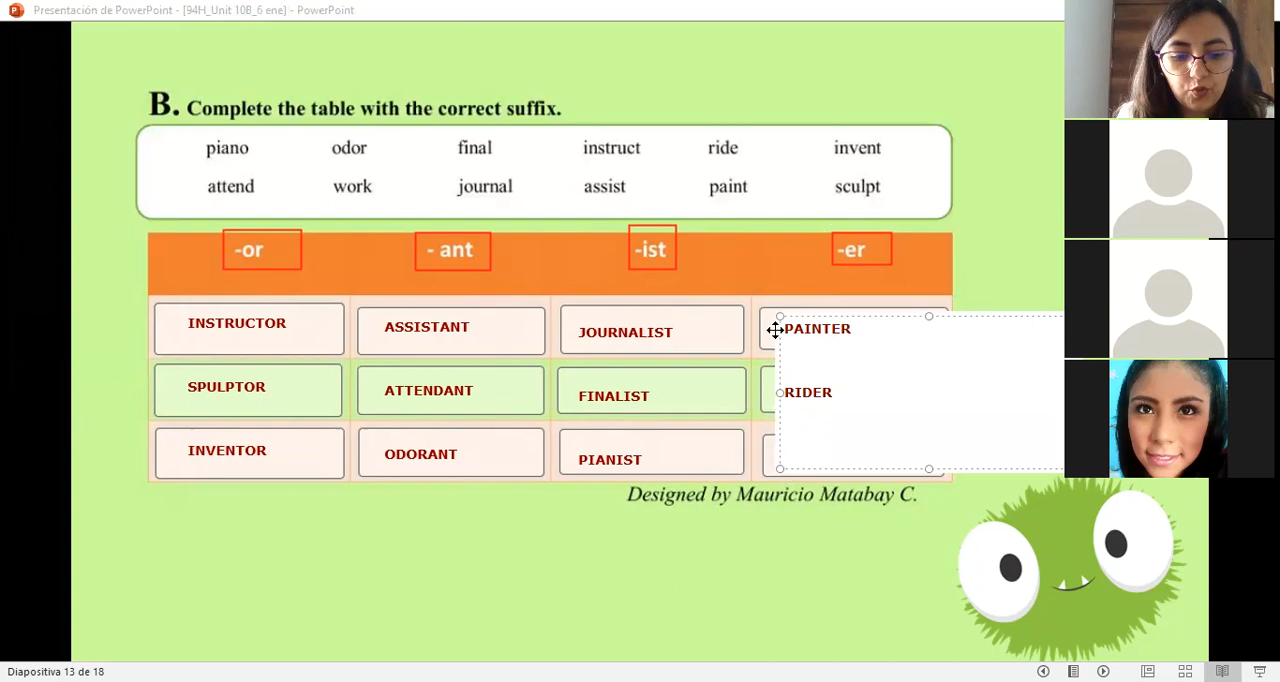 Presentación de PowerPoint - [94H_Unit 10B_6 ene] - PowerPoint
B. Complete the table with the correct suffix.
piano odor final instruct ride invent
attend work journal assist paint sculpt
-or - ant -ist -er
INSTRUCTOR ASSISTANT JOURNALIST PAINTER
SPULPTOR ATTENDANT FINALIST RIDER
INVENTOR ODORANT PIANIST
Designed by Mauricio Matabay C.
Diapositiva 13 de 18